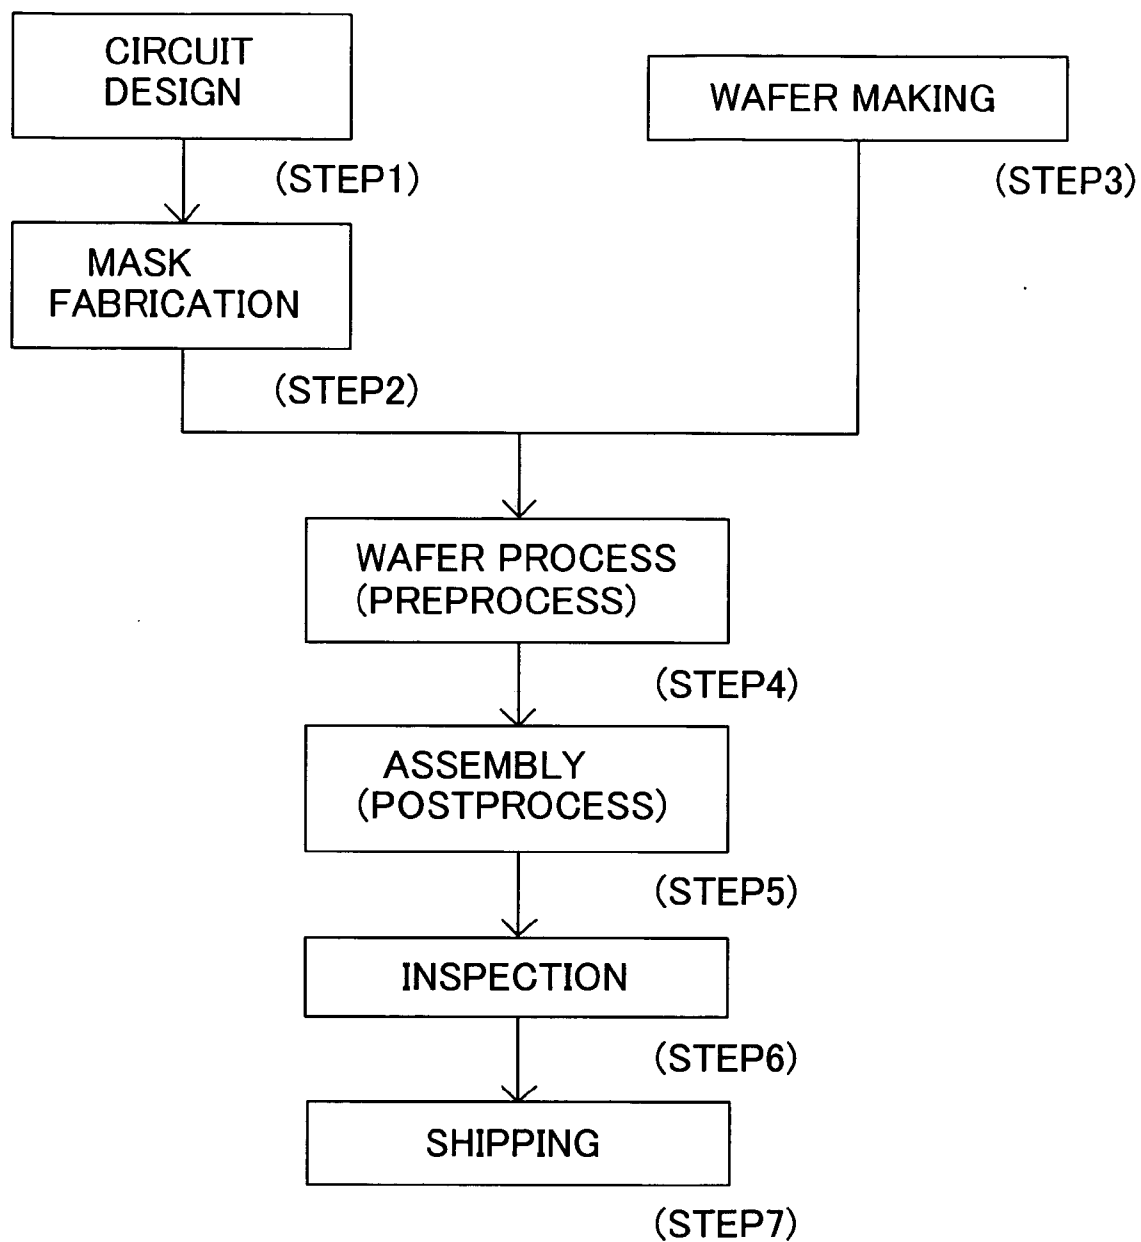 CIRCUIT
DESIGN
(STEP1)
MASK
FABRICATION
(STEP2)
WAFER MAKING
(STEP3)
WAFER PROCESS
(PREPROCESS)
(STEP4)
ASSEMBLY
(POSTPROCESS)
(STEP5)
INSPECTION
(STEP6)
SHIPPING
(STEP7)